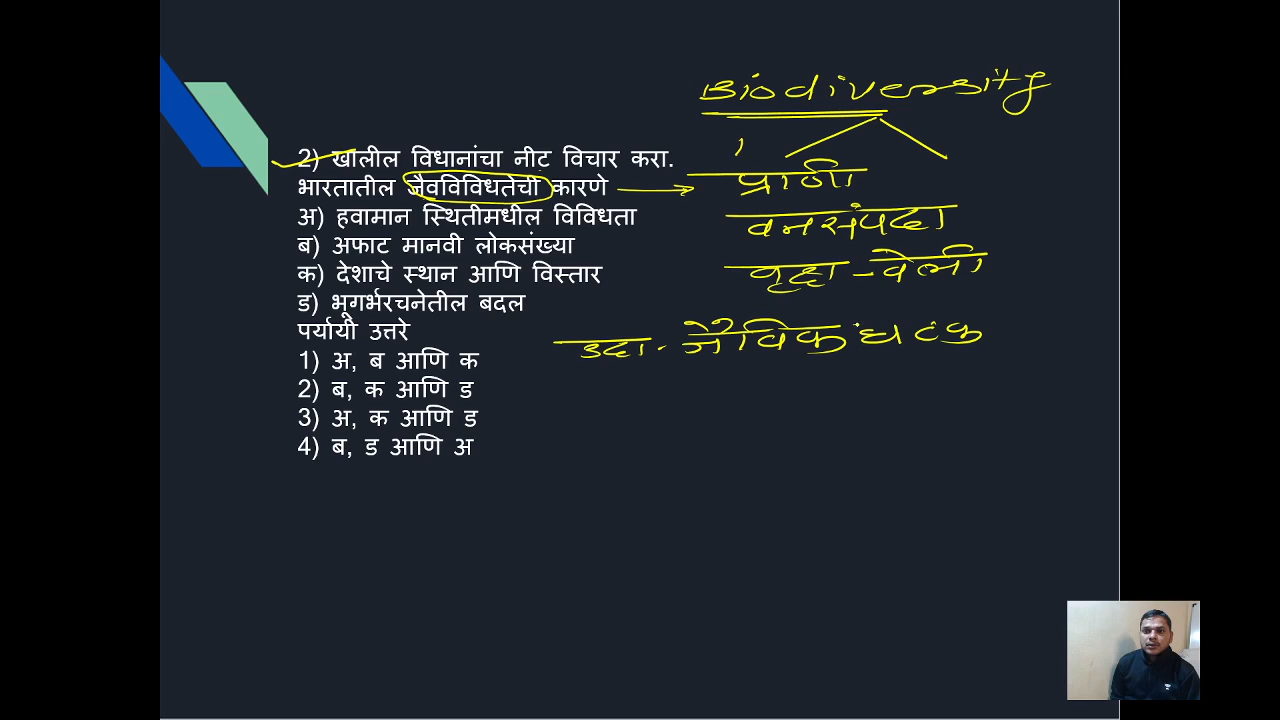 Biodiversity
2) खालील विधानांचा नीट विचार करा.
भारतातील जैवविविधतेची कारणे
अ) हवामान स्थितीमधील विविधता
ब) अफाट मानवी लोकसंख्या
क) देशाचे स्थान आणि विस्तार
ड) भूगर्भरचनेतील बदल
पर्यायी उत्तरे
1) अ, ब आणि क
2) ब, क आणि ड
3) अ, क आणि ड
4) ब, ड आणि अ
प्राणी
वनसंपदा
वृक्ष - वेली
उदा. जैविक घटक